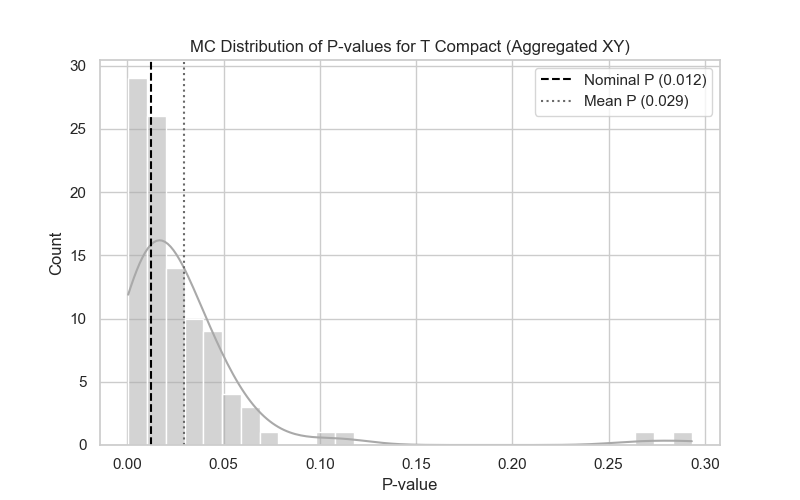 MC Distribution of P-values for T Compact (Aggregated XY)
Nominal P (0.012)
Mean P (0.029)
Count
30
25
20
15
10
5
0
0.00 0.05 0.10 0.15 0.20 0.25 0.30
P-value